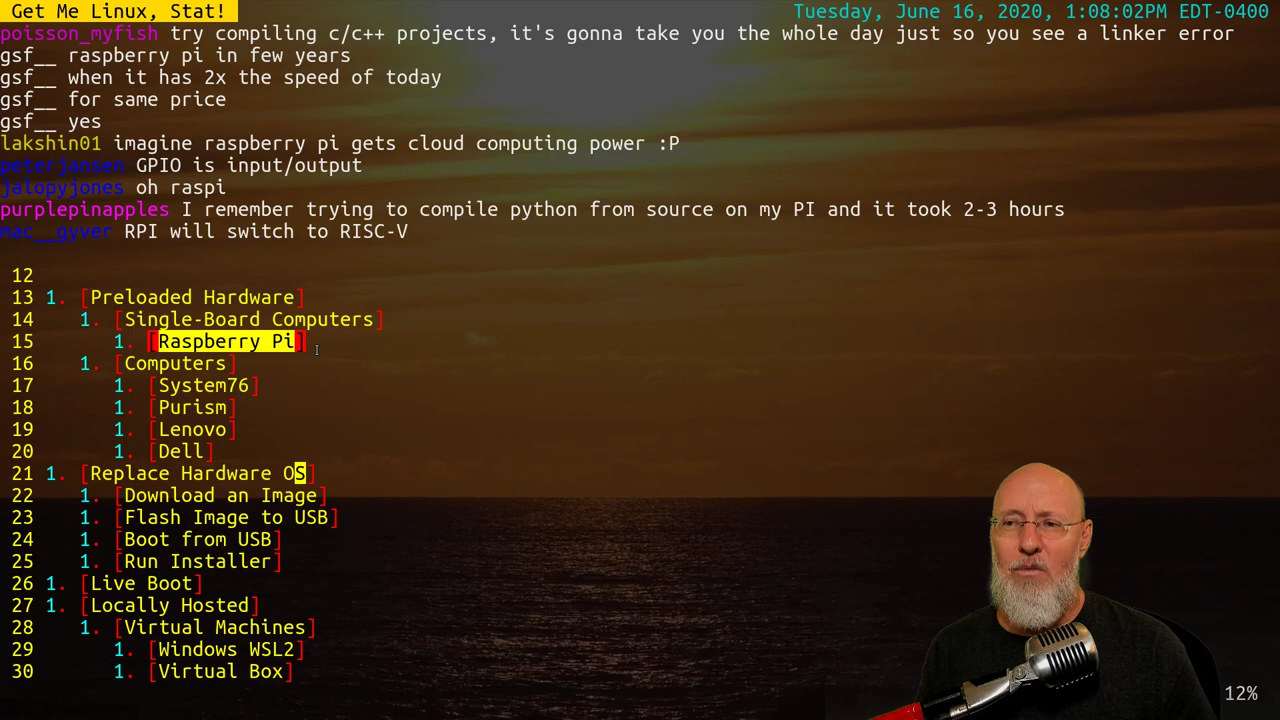 Get Me Linux, Stat!
Tuesday, June 16, 2020, 1:08:02PM EDT-0400
poisson_myfish try compiling c/c++ projects, it's gonna take you the whole day just so you see a linker error
gsf__ raspberry pi in few years
gsf__ when it has 2x the speed of today
gsf__ for same price
gsf__ yes
lakshin01 imagine raspberry pi gets cloud computing power :P
peterjansen GPIO is input/output
jalopyjones oh raspi
purplepinapples I remember trying to compile python from source on my PI and it took 2-3 hours
mac__gyver RPI will switch to RISC-V
12
13 1. [Preloaded Hardware]
14 1. [Single-Board Computers]
15 1. [Raspberry Pi]
16 1. [Computers]
17 1. [System76]
18 1. [Purism]
19 1. [Lenovo]
20 1. [Dell]
21 1. [Replace Hardware OS]
22 1. [Download an Image]
23 1. [Flash Image to USB]
24 1. [Boot from USB]
25 1. [Run Installer]
26 1. [Live Boot]
27 1. [Locally Hosted]
28 1. [Virtual Machines]
29 1. [Windows WSL2]
30 1. [Virtual Box]
12%